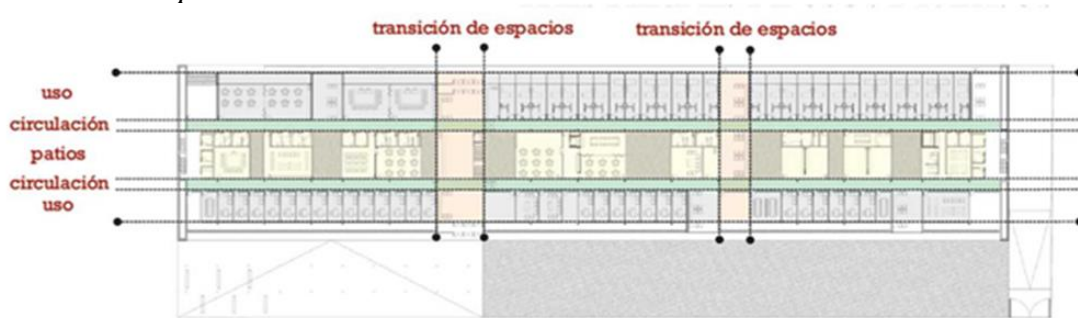 transición de espacios
transición de espacios
uso
circulación
patios
circulación
uso